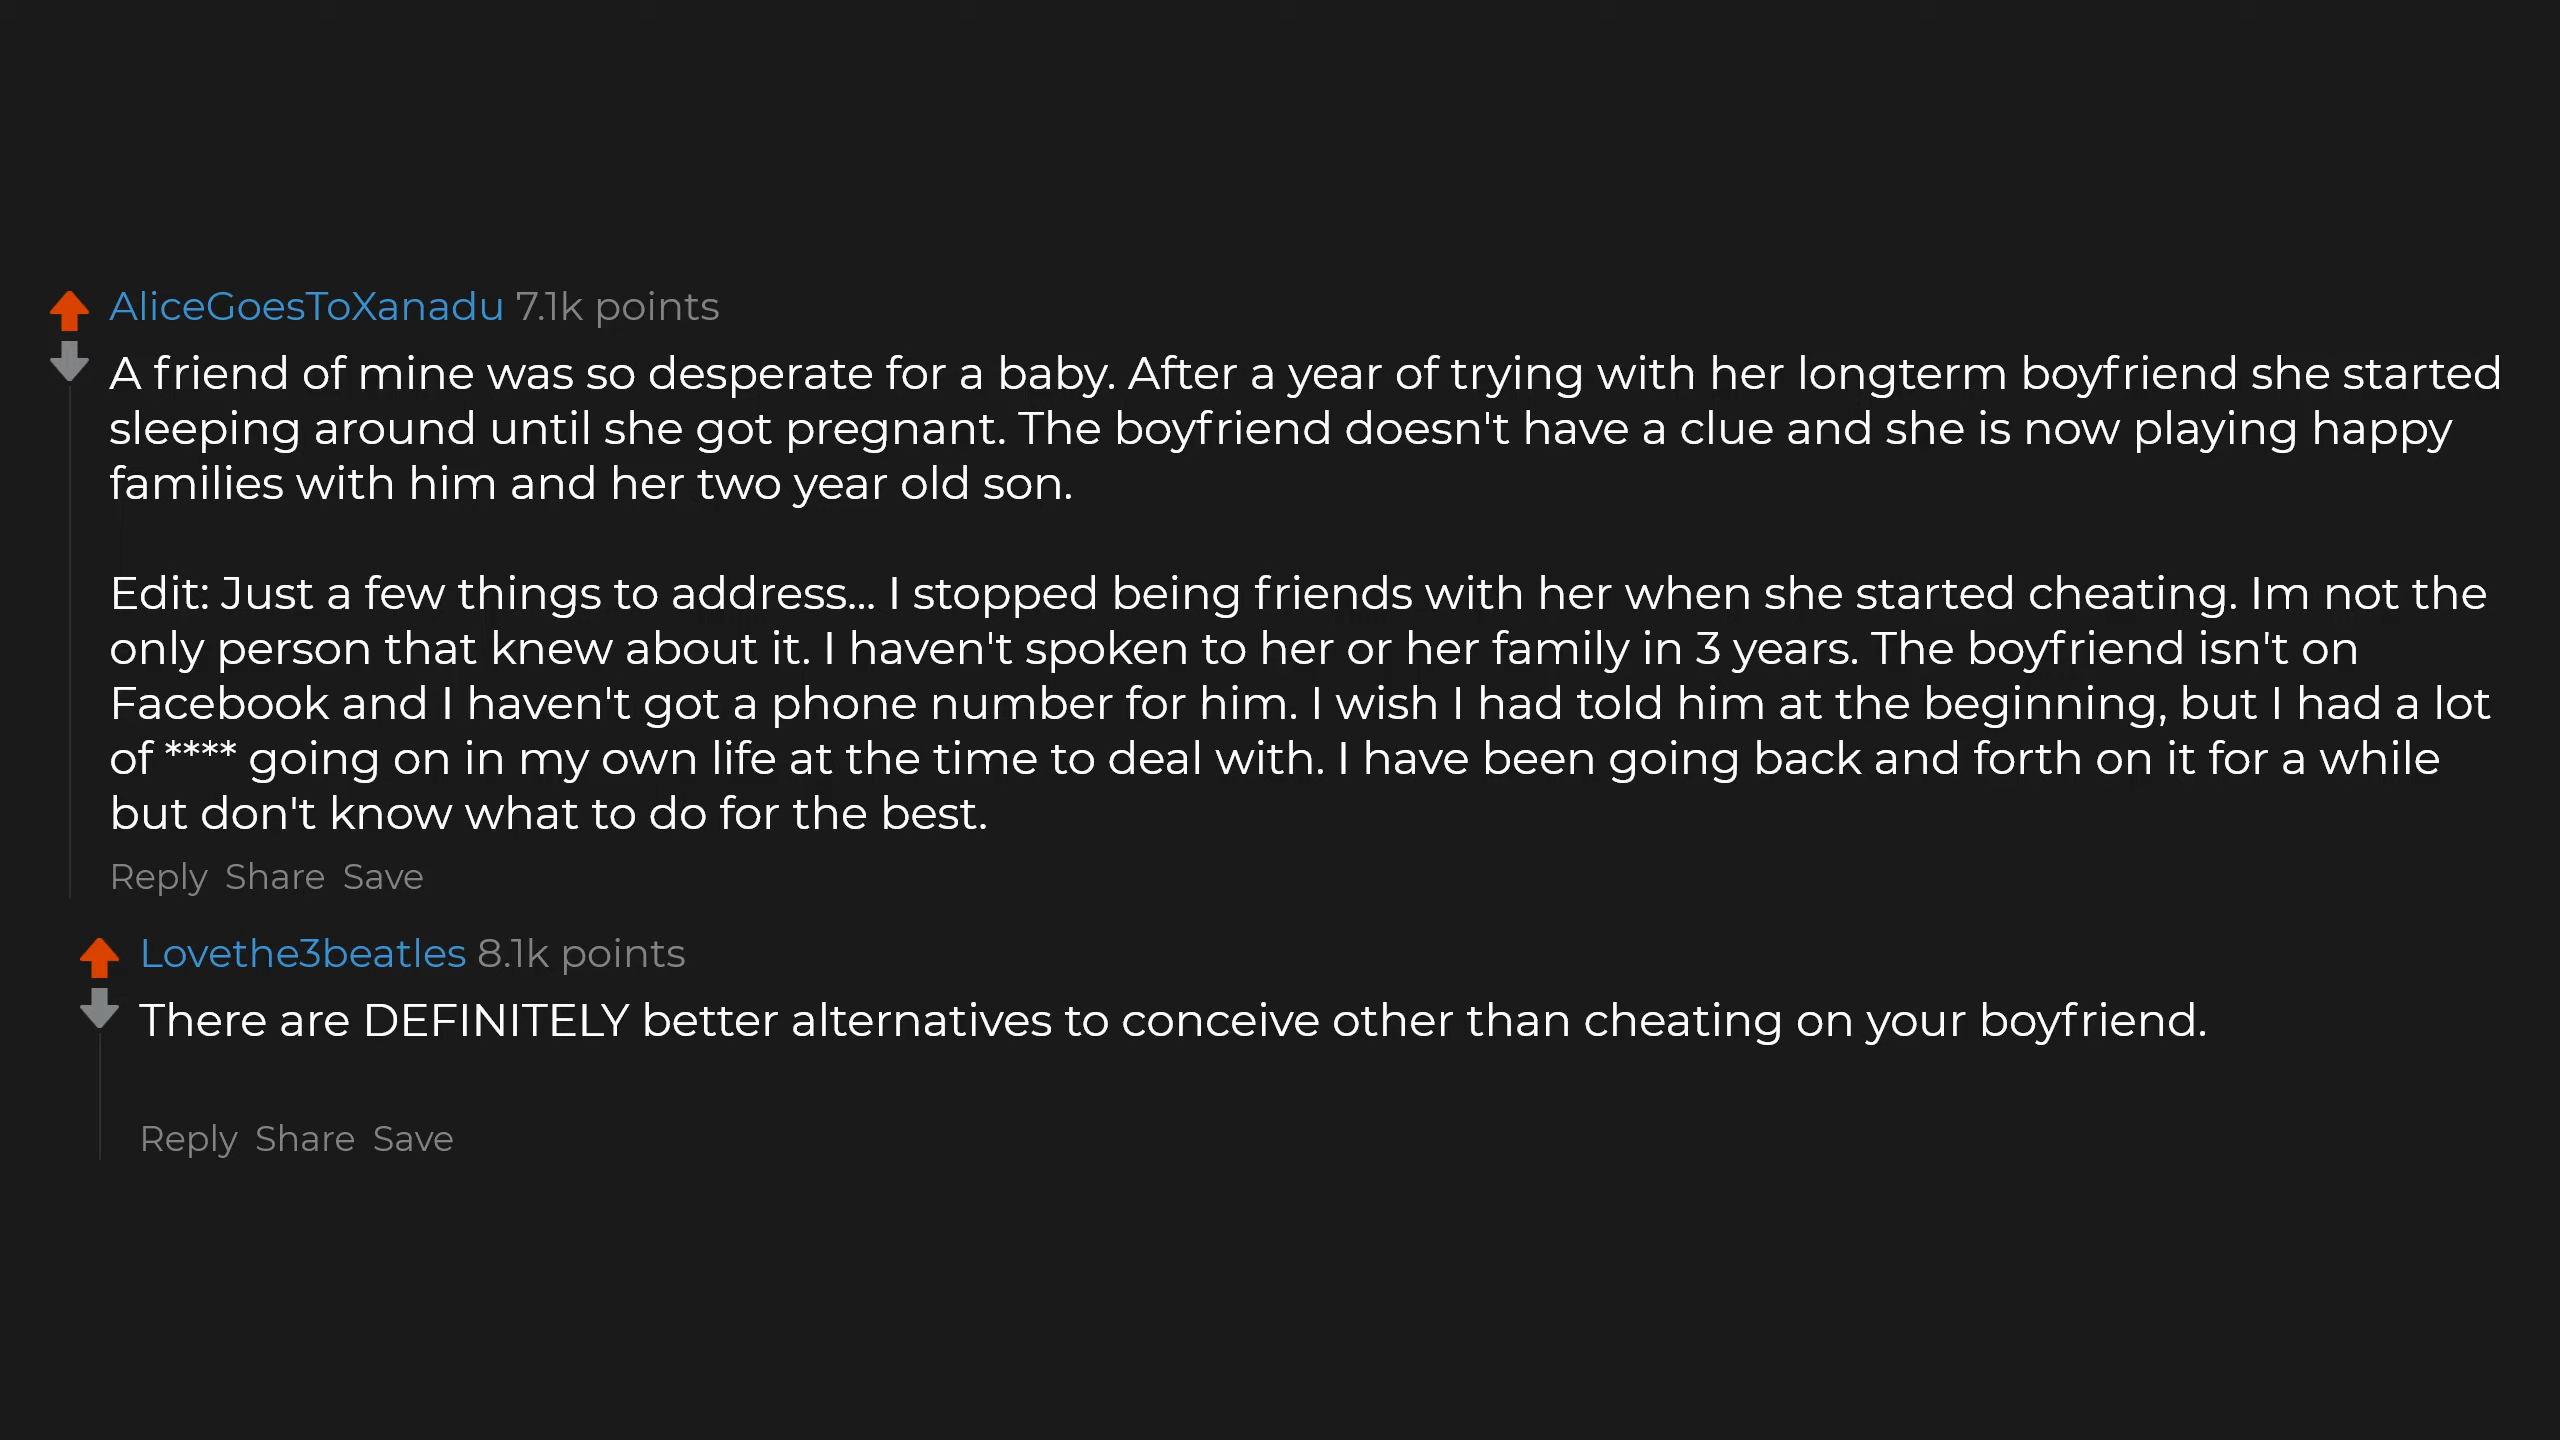 AliceGoesToXanadu 7.1k points
A friend of mine was so desperate for a baby. After a year of trying with her longterm boyfriend she started
sleeping around until she got pregnant. The boyfriend doesn't have a clue and she is now playing happy
families with him and her two year old son.
Edit: Just a few things to address... I stopped being friends with her when she started cheating. Im not the
only person that knew about it. I haven't spoken to her or her family in 3 years. The boyfriend isn't on
Facebook and I haven't got a phone number for him. I wish I had told him at the beginning, but I had a lot
of **** going on in my own life at the time to deal with. I have been going back and forth on it for a while
but don't know what to do for the best.
Reply Share Save
Lovethe3beatles 8.1k points
There are DEFINITELY better alternatives to conceive other than cheating on your boyfriend.
Reply Share Save